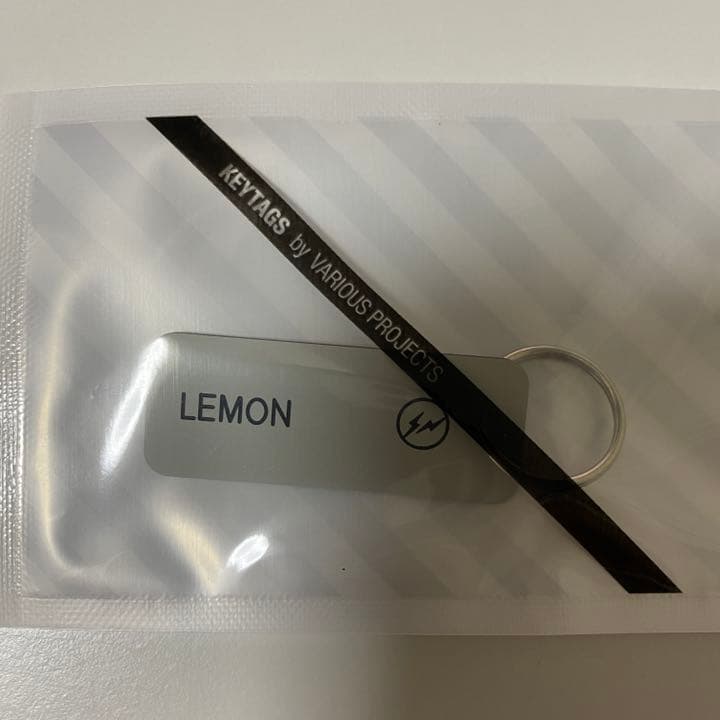 KEYTAGS by VARIOUS PROJECTS
LEMON